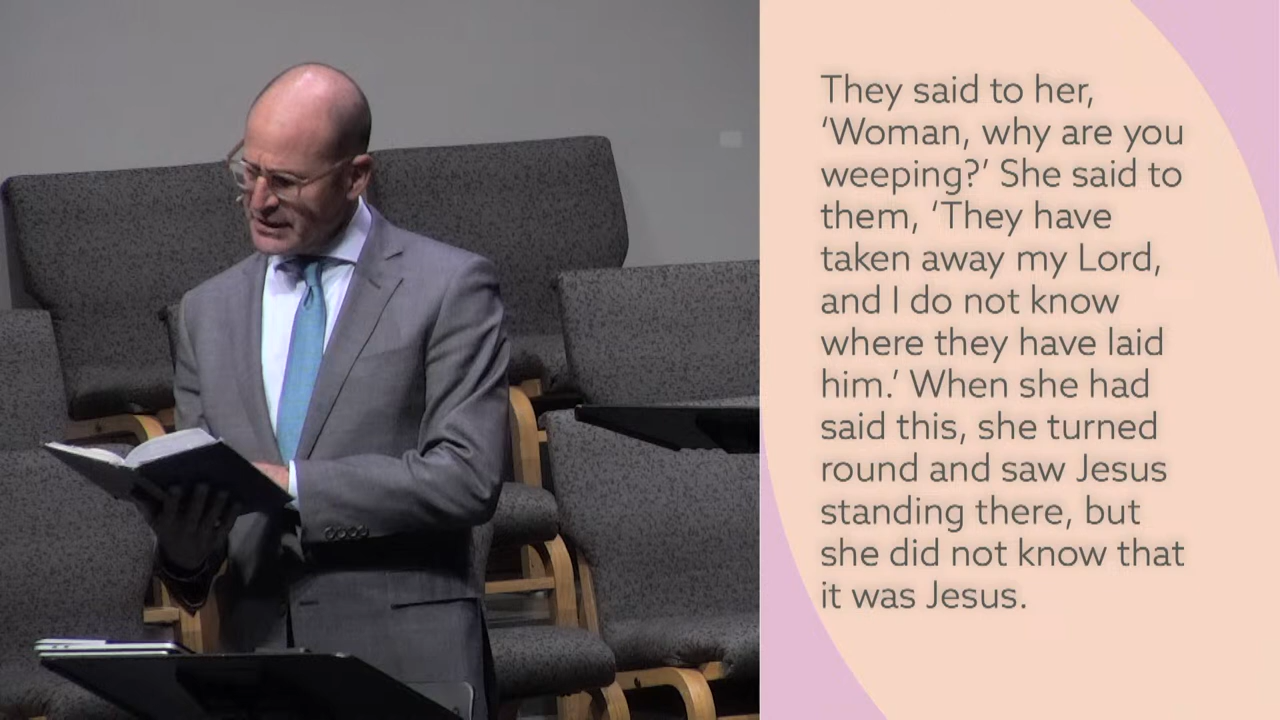 They said to her,
‘Woman, why are you
weeping?’ She said to
them, ‘They have
taken away my Lord,
and I do not know
where they have laid
him.’ When she had
said this, she turned
round and saw Jesus
standing there, but
she did not know that
it was Jesus.